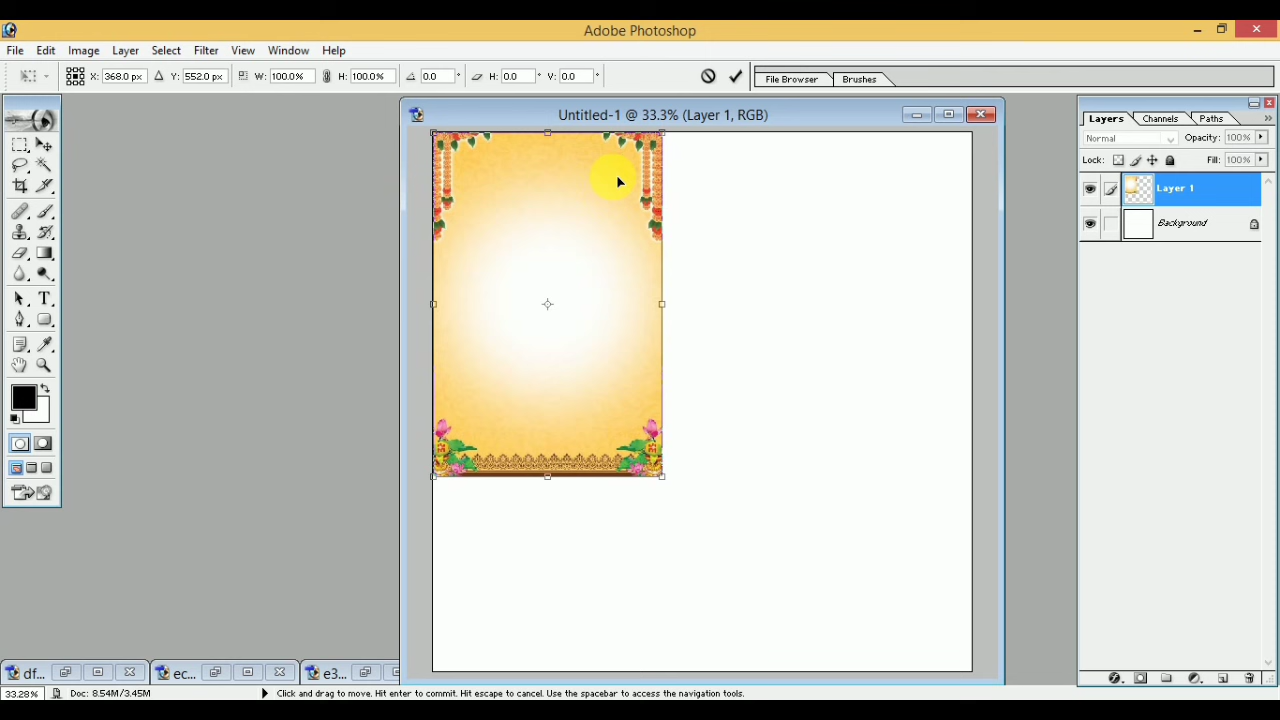 Adobe Photoshop
File Edit Image Layer Select Filter View Window Help
X: 368.0 px Y: 552.0 px W: 100.0% H: 100.0% 0.0 ° H: 0.0 ° V: 0.0 ° File Browser Brushes
Untitled-1 @ 33.3% (Layer 1, RGB)
Layers Channels Paths
Normal Opacity: 100%
Lock: Fill: 100%
Layer 1
Background
T
df... ec... e3...
33.28% Doc: 8.54M/3.45M Click and drag to move. Hit enter to commit. Hit escape to cancel. Use the spacebar to access the navigation tools.